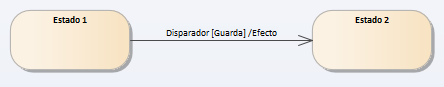 Estado 1
Disparador [Guarda] /Efecto
Estado 2